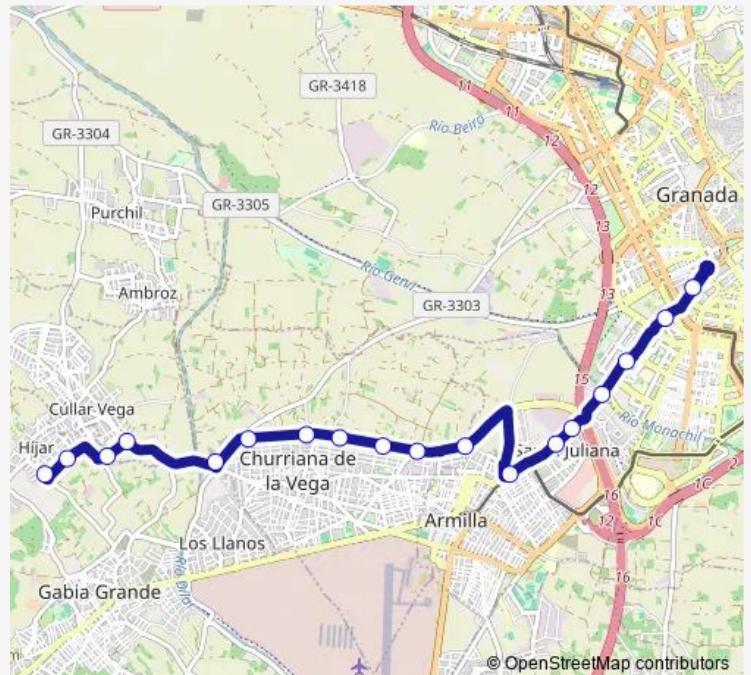 GR-3418
11
11
Río Beiro
12
GR-3304
12
Granada
GR-3305
Purchil
13
Río Genil
Ambroz
13
GR-3303
15
Cúllar Vega
Río Monachil
Híjar
Juliana
Churriana de
la Vega
2
1C
16
Armilla
12
1C
Los Llanos
Río Dílar
16
Gabia Grande
© OpenStreetMap contributors